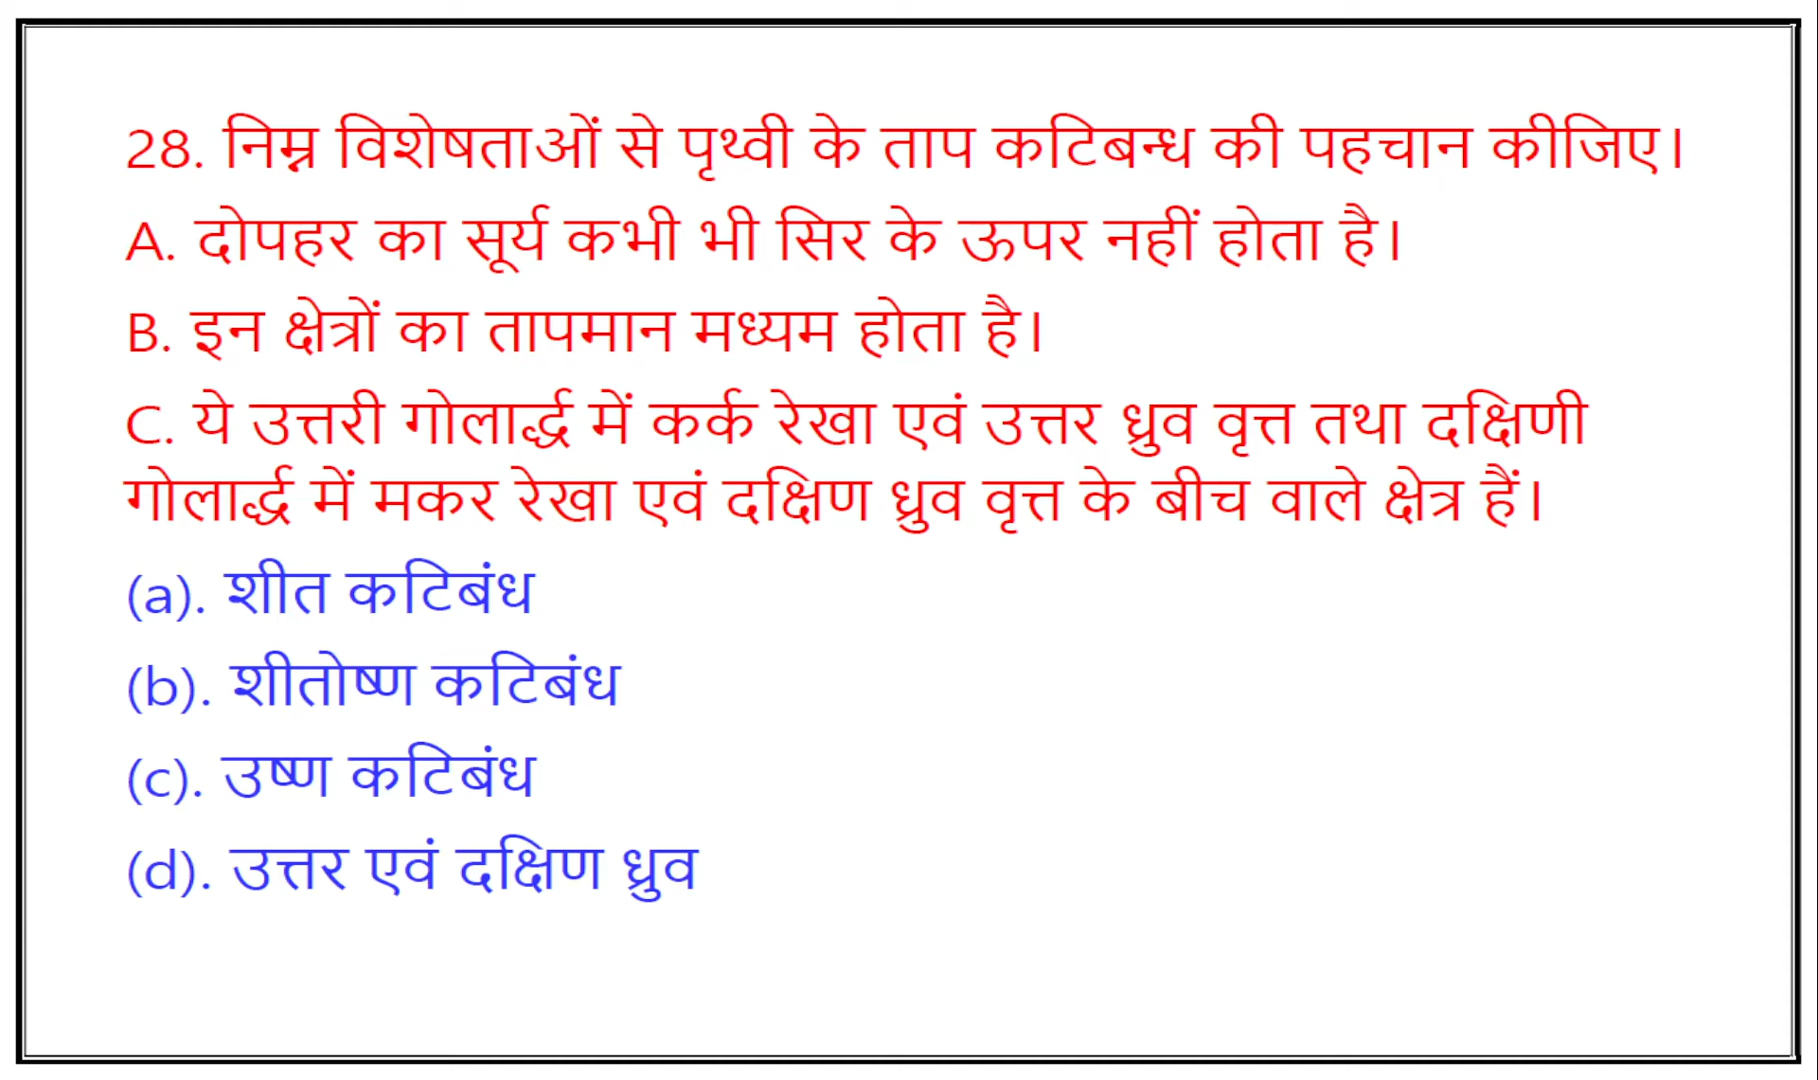 28. निम्न विशेषताओं से पृथ्वी के ताप कटिबन्ध की पहचान कीजिए।
A. दोपहर का सूर्य कभी भी सिर के ऊपर नहीं होता है।
B. इन क्षेत्रों का तापमान मध्यम होता है।
C. ये उत्तरी गोलार्द्ध में कर्क रेखा एवं उत्तर ध्रुव वृत्त तथा दक्षिणी
गोलार्द्ध में मकर रेखा एवं दक्षिण ध्रुव वृत्त के बीच वाले क्षेत्र हैं।
(a). शीत कटिबंध
(b). शीतोष्ण कटिबंध
(c). उष्ण कटिबंध
(d). उत्तर एवं दक्षिण ध्रुव